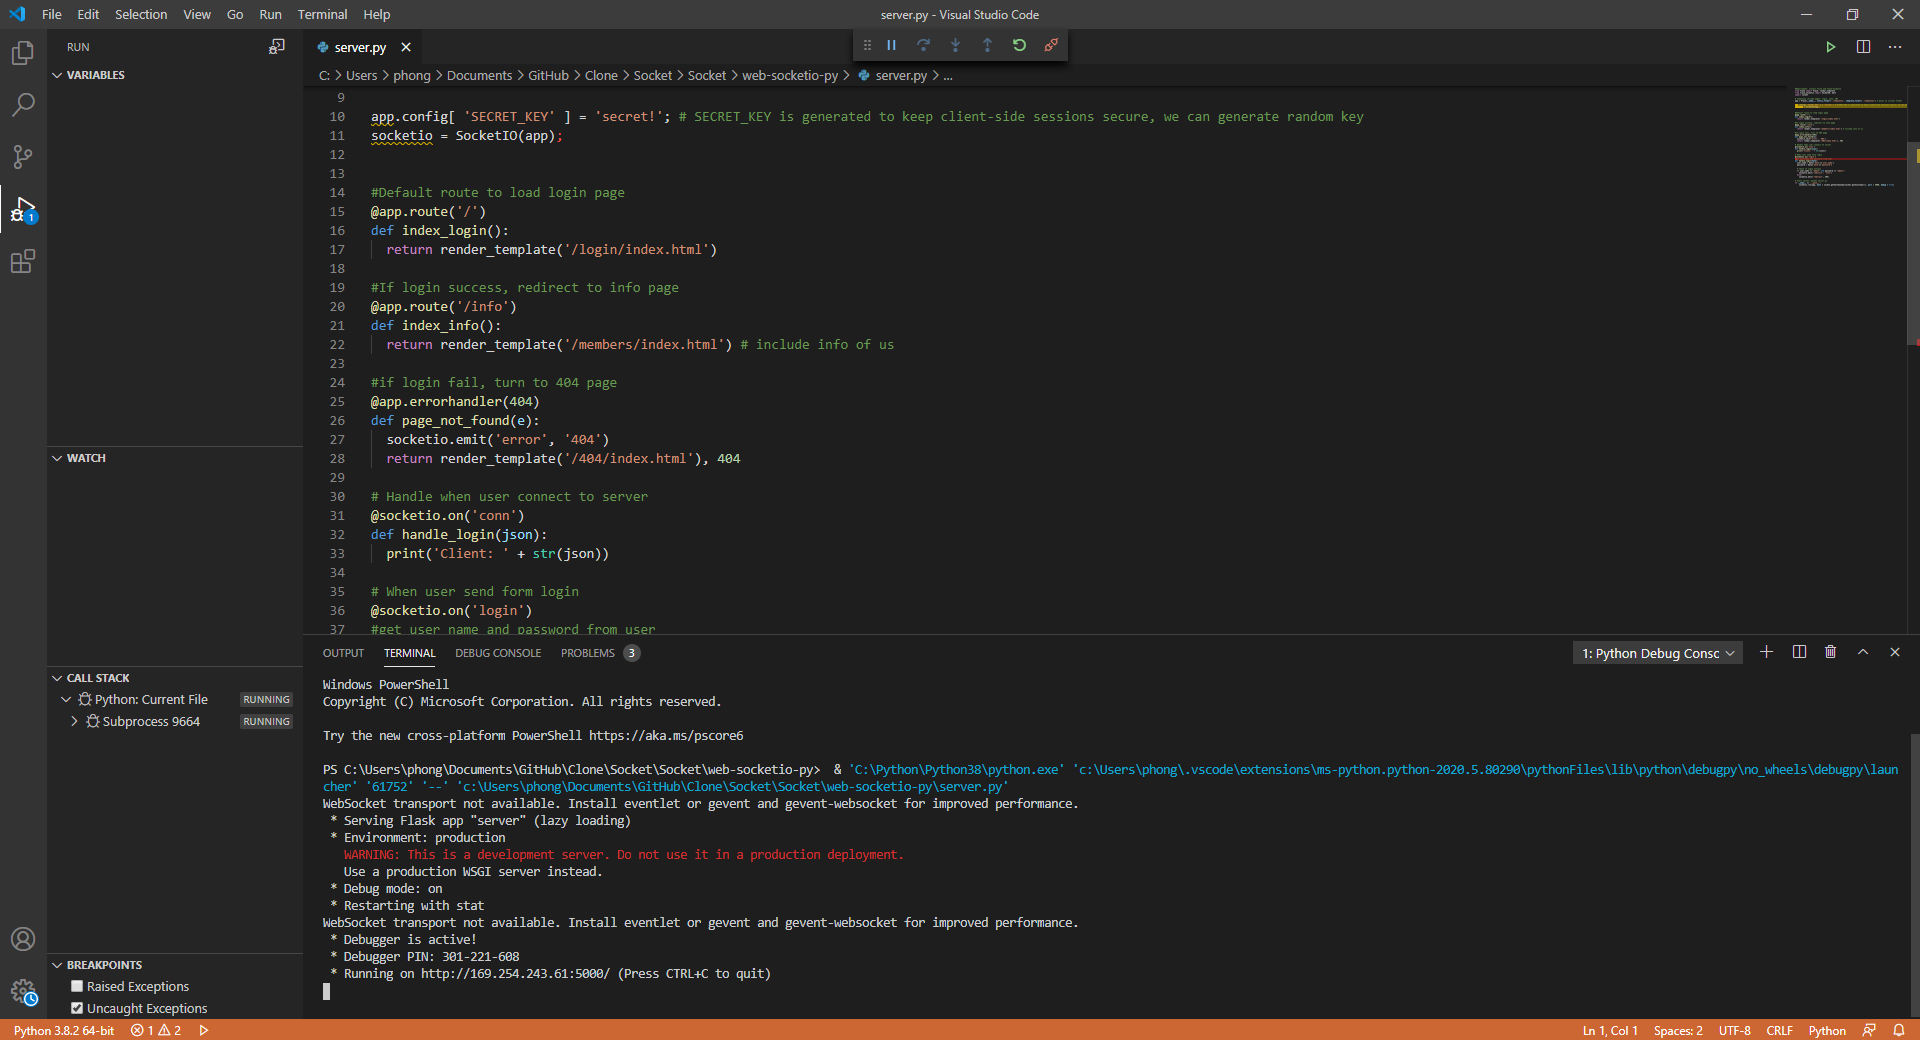 File Edit Selection View Go Run Terminal Help
server.py - Visual Studio Code
RUN
server.py
VARIABLES
C: > Users > phong > Documents > GitHub > Clone > Socket > Socket > web-socketio-py > server.py > ...
9
10 app.config[ 'SECRET_KEY' ] = 'secret!'; # SECRET_KEY is generated to keep client-side sessions secure, we can generate random key
11 socketio = SocketIO(app);
12
13
14 #Default route to load login page
15 @app.route('/')
16 def index_login():
17 return render_template('/login/index.html')
18
19 #If login success, redirect to info page
20 @app.route('/info')
21 def index_info():
22 return render_template('/members/index.html') # include info of us
23
24 #if login fail, turn to 404 page
25 @app.errorhandler(404)
26 def page_not_found(e):
27 socketio.emit('error', '404')
28 return render_template('/404/index.html'), 404
29
30 # Handle when user connect to server
31 @socketio.on('conn')
32 def handle_login(json):
33 print('Client: ' + str(json))
34
35 # When user send form login
36 @socketio.on('login')
37 #get user name and password from user
1
WATCH
CALL STACK
Python: Current File RUNNING
Subprocess 9664 RUNNING
BREAKPOINTS
Raised Exceptions
Uncaught Exceptions
OUTPUT TERMINAL DEBUG CONSOLE PROBLEMS 3
1: Python Debug Consc
Windows PowerShell
Copyright (C) Microsoft Corporation. All rights reserved.
Try the new cross-platform PowerShell https://aka.ms/pscore6
PS C:\Users\phong\Documents\GitHub\Clone\Socket\Socket\web-socketio-py> & 'C:\Python\Python38\python.exe' 'c:\Users\phong\.vscode\extensions\ms-python.python-2020.5.80290\pythonFiles\lib\python\debugpy\no_wheels\debugpy\laun
cher' '61752' '--' 'c:\Users\phong\Documents\GitHub\Clone\Socket\Socket\web-socketio-py\server.py'
WebSocket transport not available. Install eventlet or gevent and gevent-websocket for improved performance.
* Serving Flask app "server" (lazy loading)
* Environment: production
WARNING: This is a development server. Do not use it in a production deployment.
Use a production WSGI server instead.
* Debug mode: on
* Restarting with stat
WebSocket transport not available. Install eventlet or gevent and gevent-websocket for improved performance.
* Debugger is active!
* Debugger PIN: 301-221-608
* Running on http://169.254.243.61:5000/ (Press CTRL+C to quit)
Python 3.8.2 64-bit 1 2
Ln 1, Col 1 Spaces: 2 UTF-8 CRLF Python